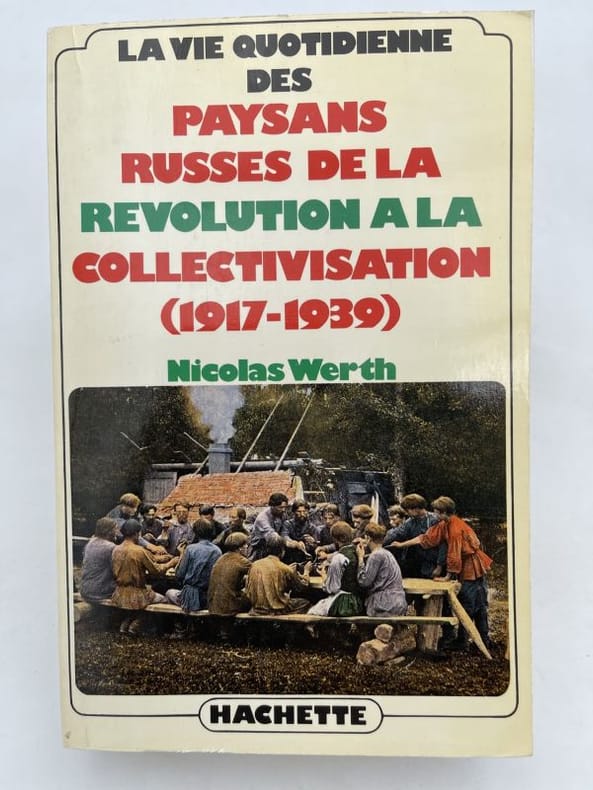 LA VIE QUOTIDIENNE
DES
PAYSANS
RUSSES DE LA
REVOLUTION A LA
COLLECTIVISATION
(1917-1939)
Nicolas Werth
HACHETTE